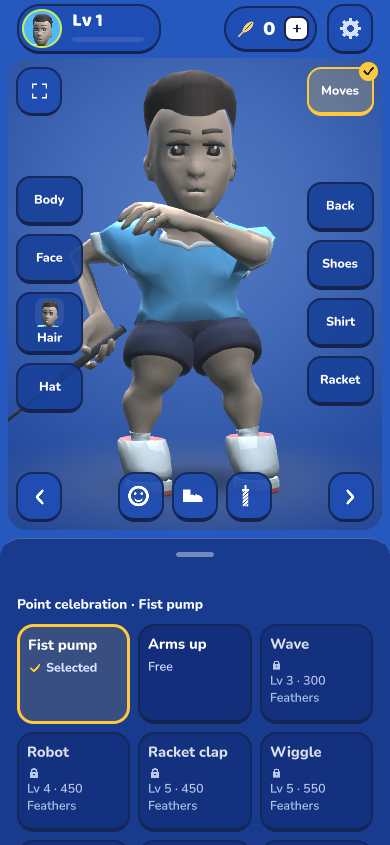 Lv 1
0
+
Moves
Body
Back
Face
Shoes
Hair
Shirt
Hat
Racket
Point celebration · Fist pump
Fist pump
Selected
Arms up
Free
Wave
Lv 3 · 300
Feathers
Robot
Lv 4 · 450
Feathers
Racket clap
Lv 5 · 450
Feathers
Wiggle
Lv 5 · 550
Feathers